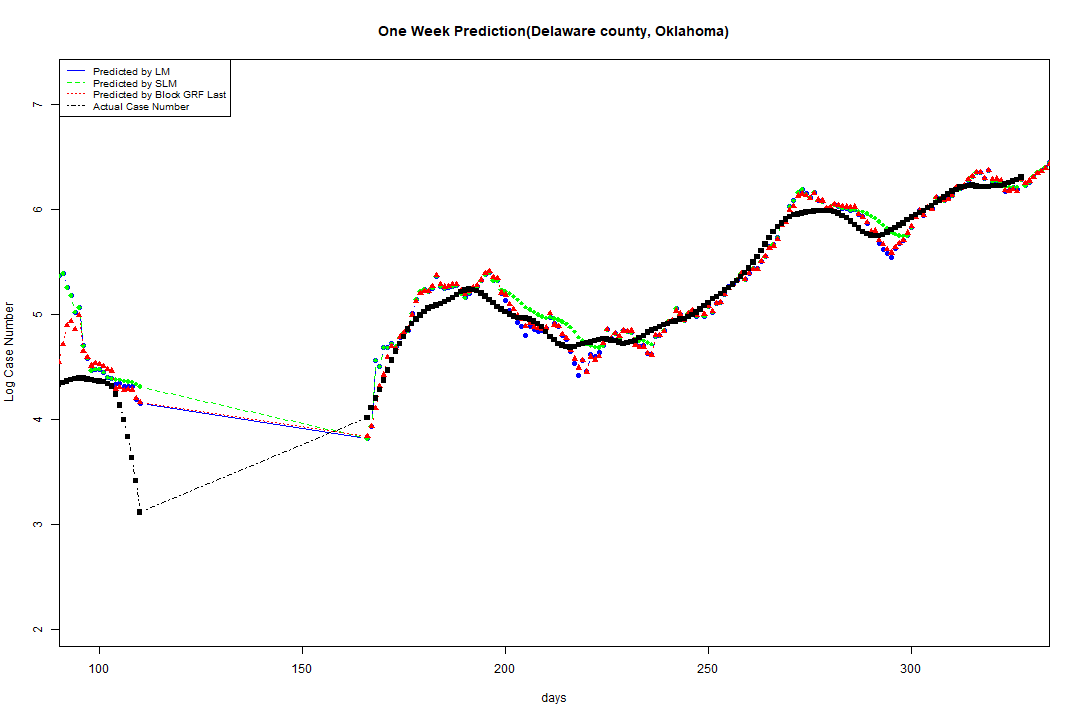 One Week Prediction(Delaware county, Oklahoma)
Predicted by LM
Predicted by SLM
Predicted by Block GRF Last
Actual Case Number
7
6
5
4
3
2
Log Case Number
100 150 200 250 300
days